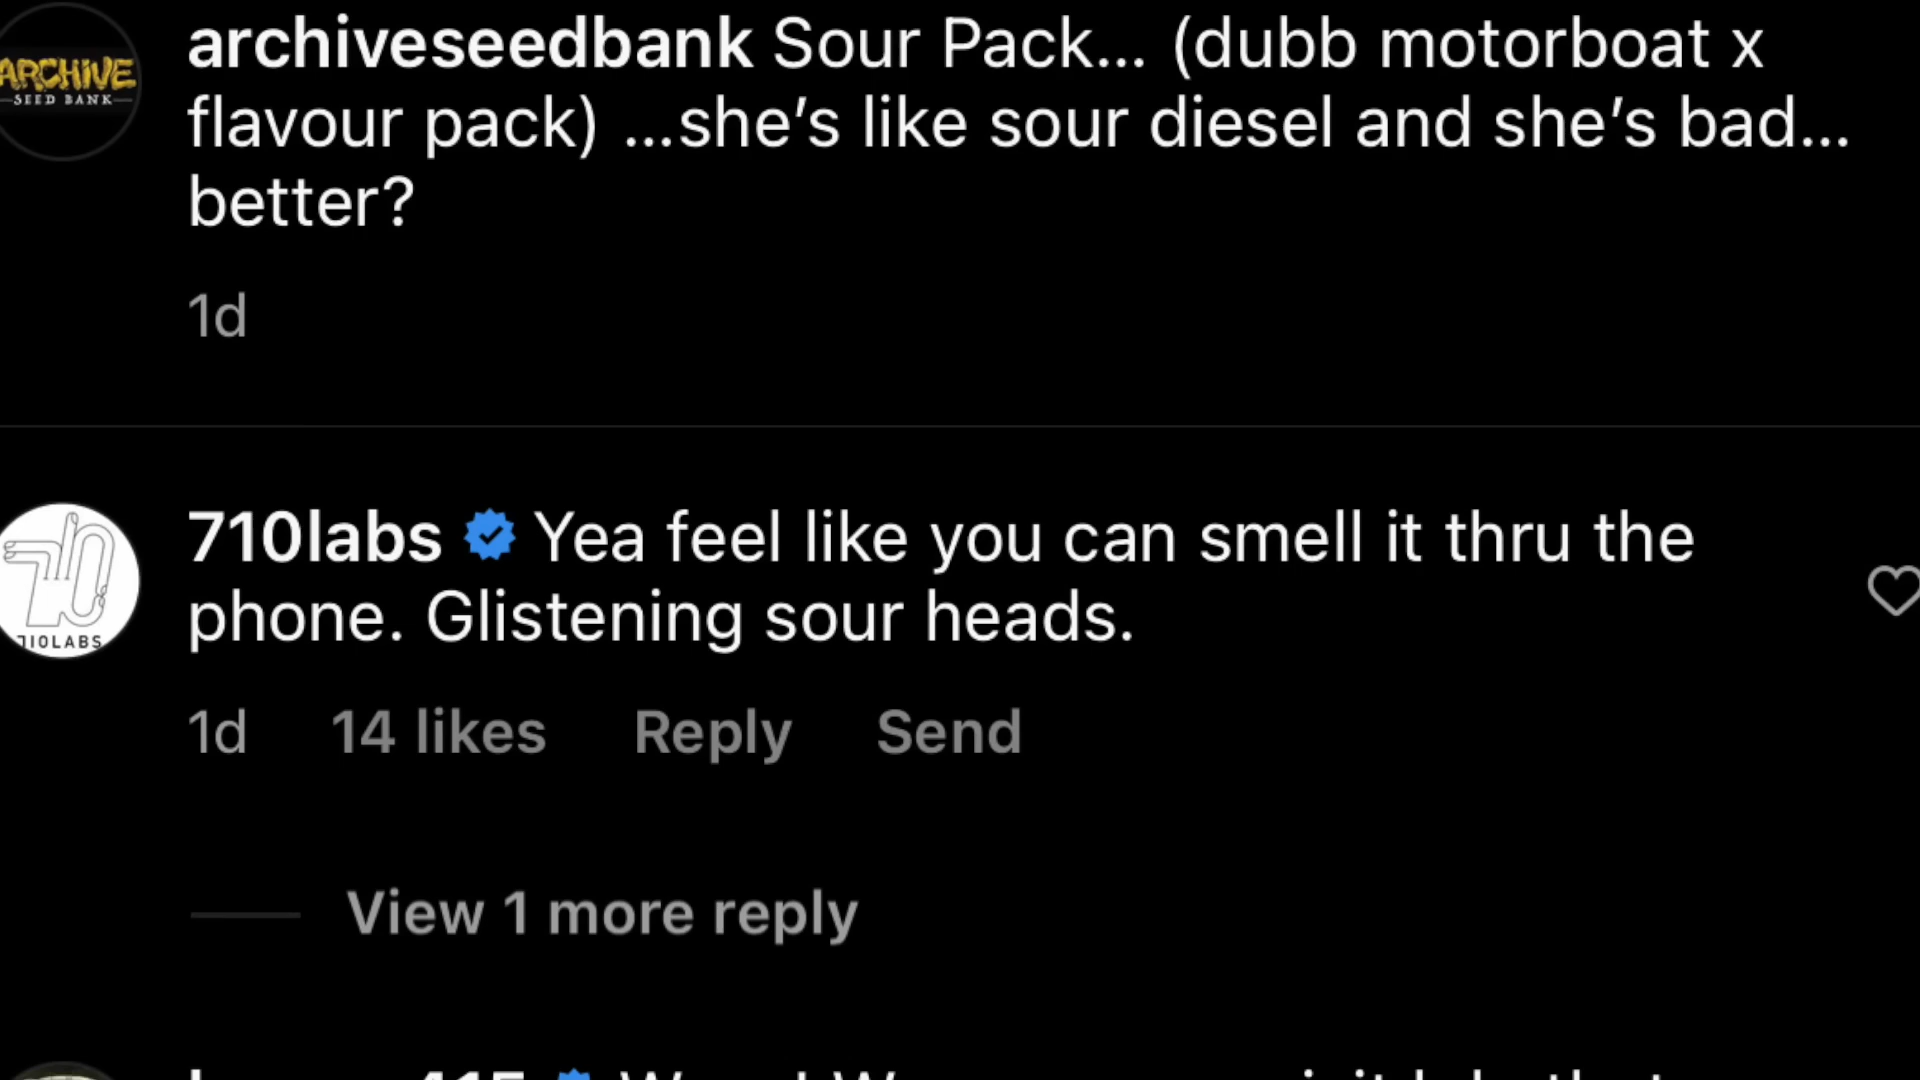 ARCHIVE
SEED BANK
archiveseedbank Sour Pack... (dubb motorboat x
flavour pack) ...she's like sour diesel and she's bad...
better?
1d
710labs Yea feel like you can smell it thru the
phone. Glistening sour heads.
710LABS
1d 14 likes Reply Send
View 1 more reply